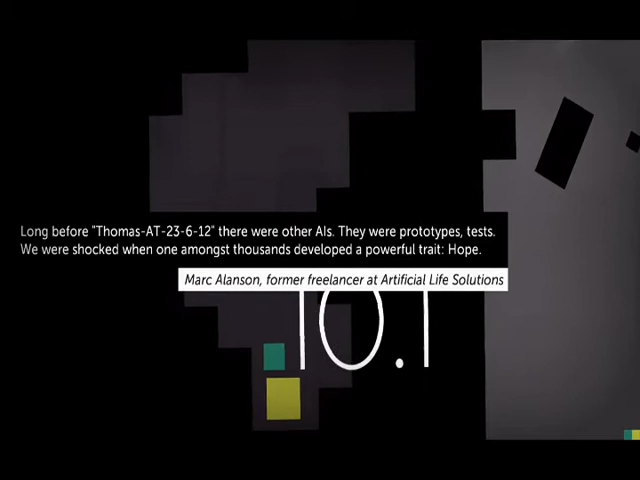 Long before "Thomas-AT-23-6-12" there were other AIs. They were prototypes, tests.
We were shocked when one amongst thousands developed a powerful trait: Hope.
Marc Alanson, former freelancer at Artificial Life Solutions
10.1